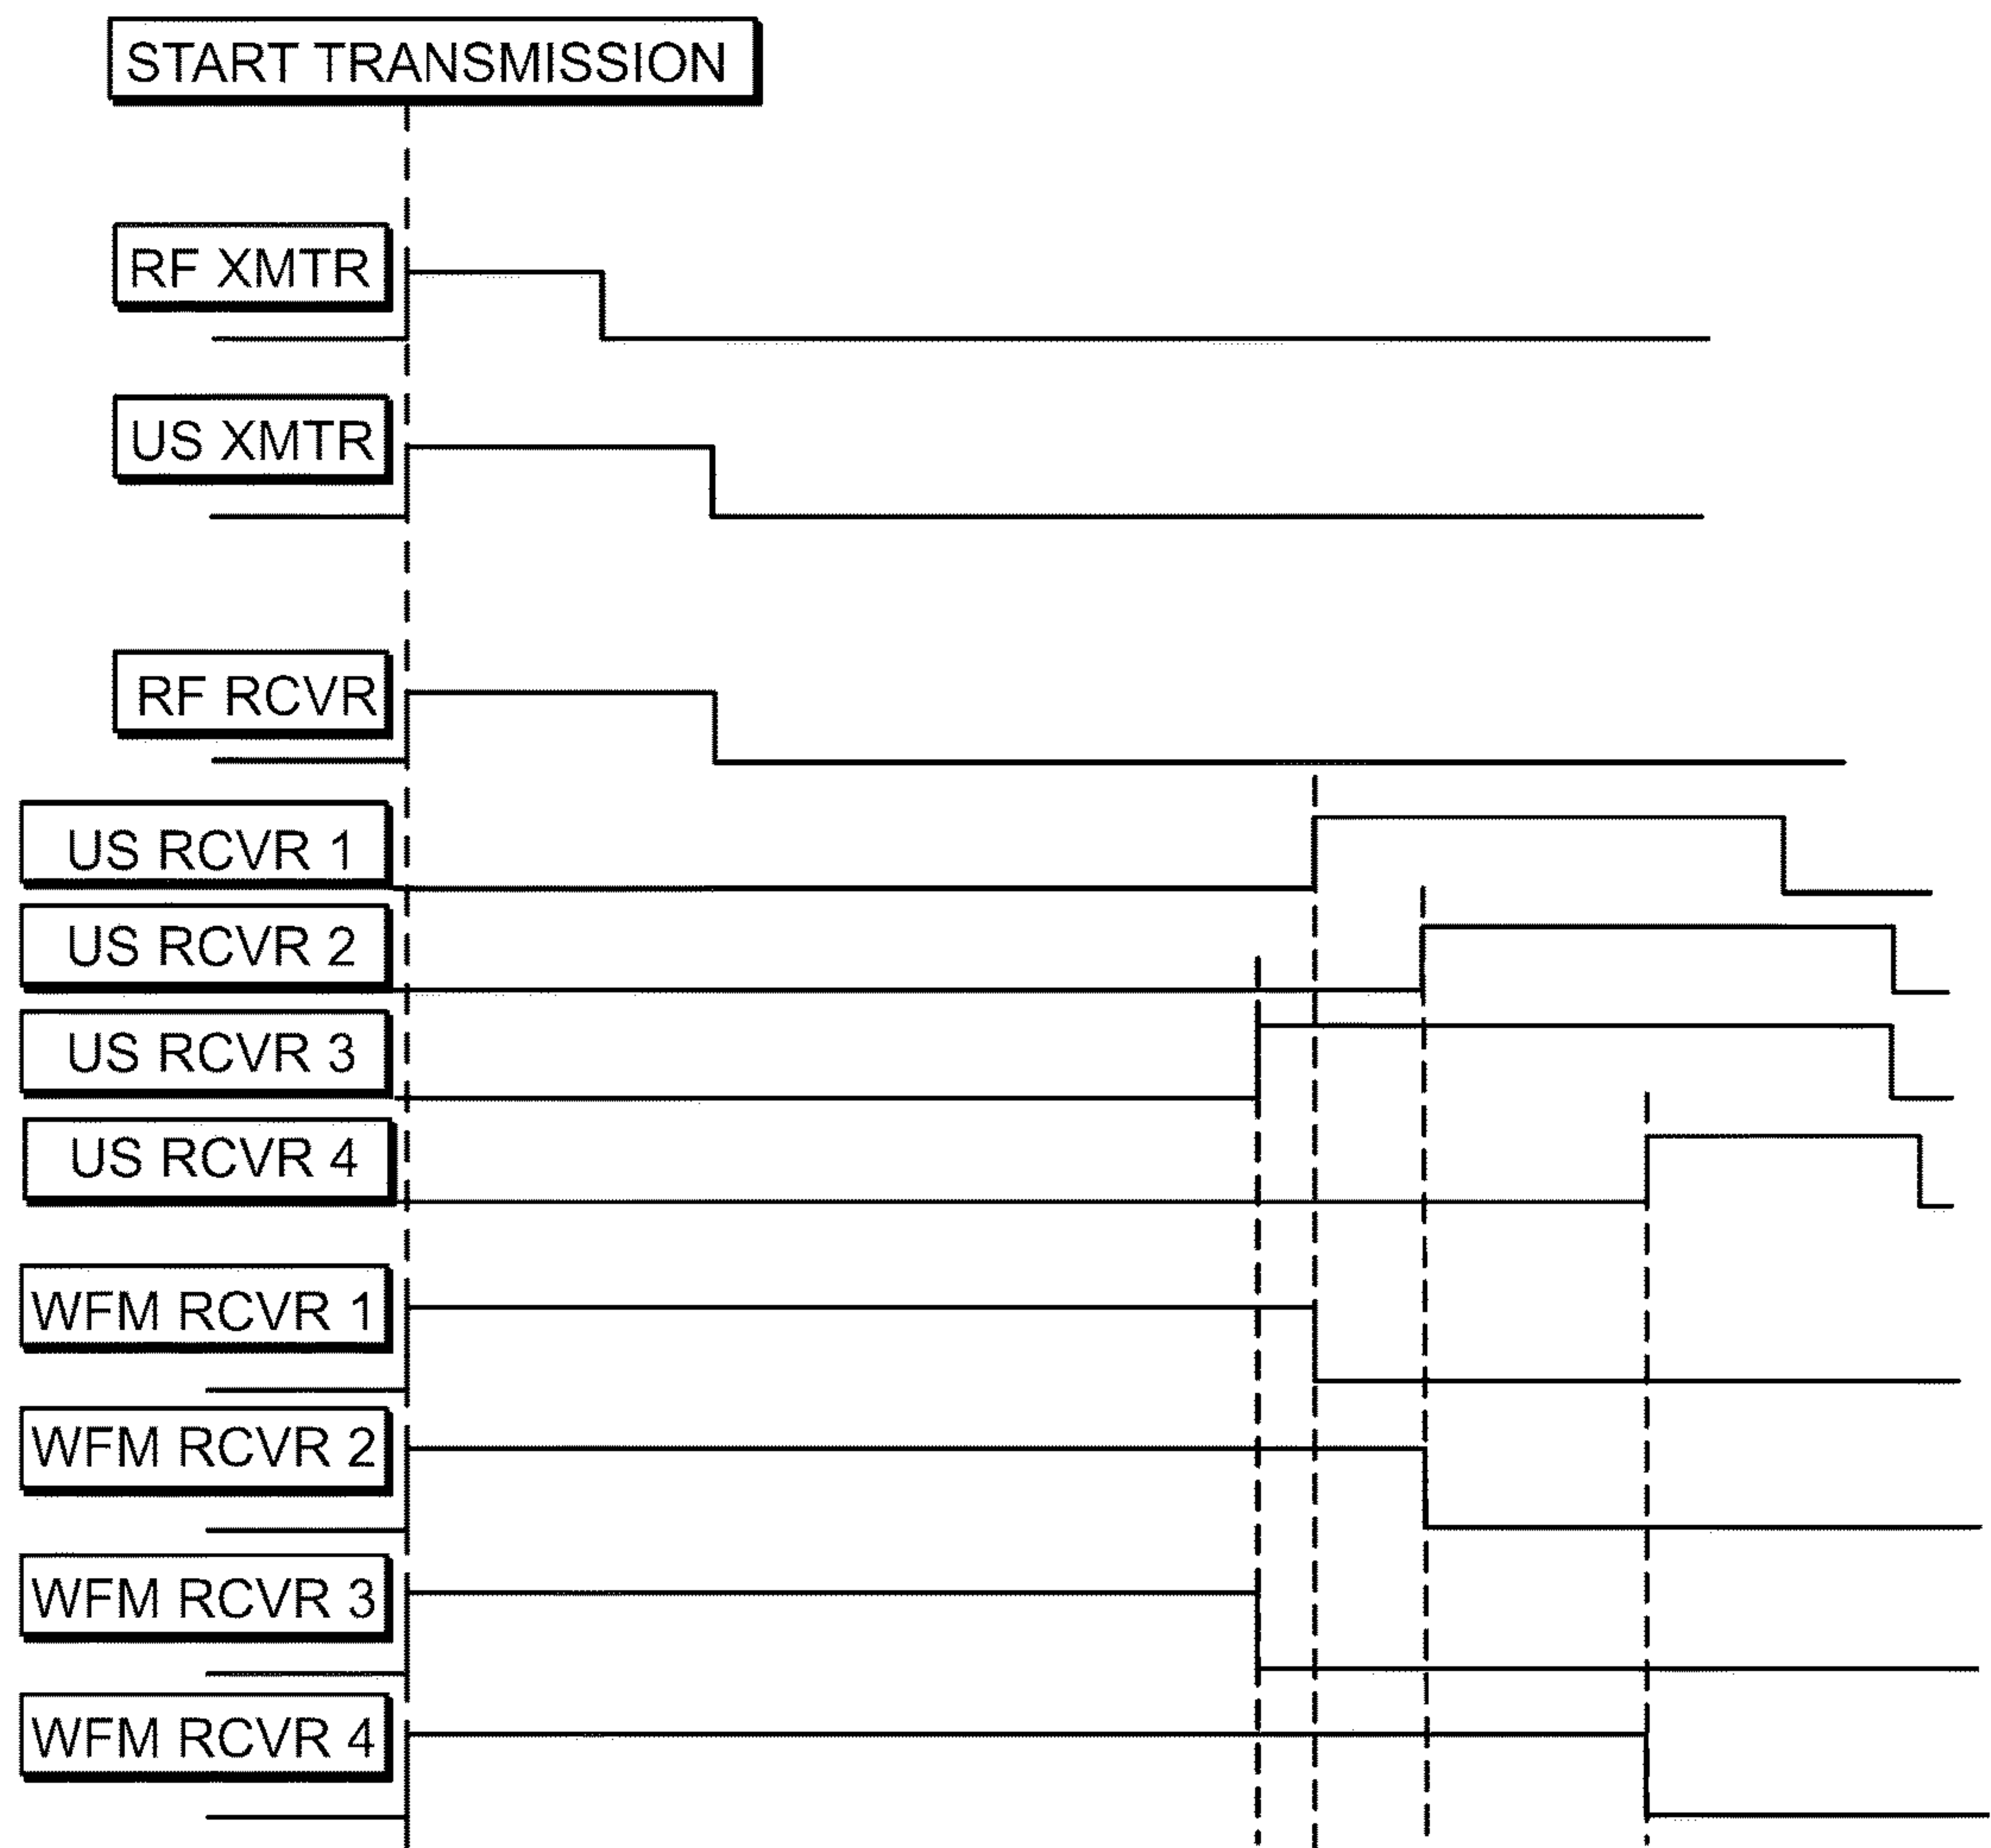 START TRANSMISSION
RF XMTR
US XMTR
RF RCVR
US RCVR 1
US RCVR 2
US RCVR 3
US RCVR 4
WFM RCVR 1
WFM RCVR 2
WFM RCVR 3
WFM RCVR 4